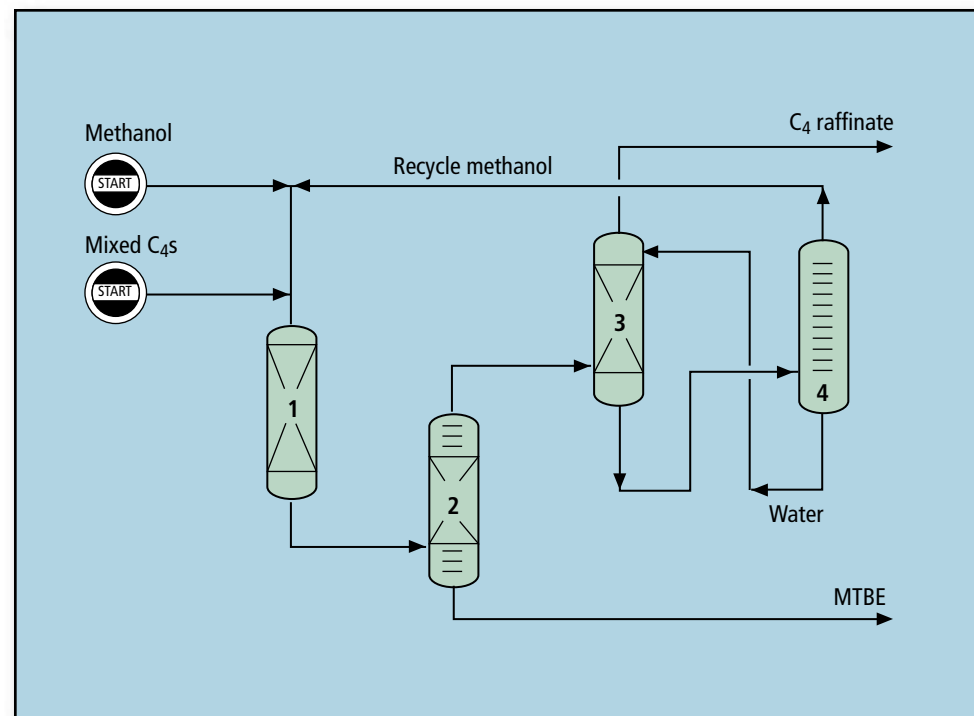 Methanol
START
Mixed C₄s
START
Recycle methanol
C₄ raffinate
1
2
3
4
Water
MTBE